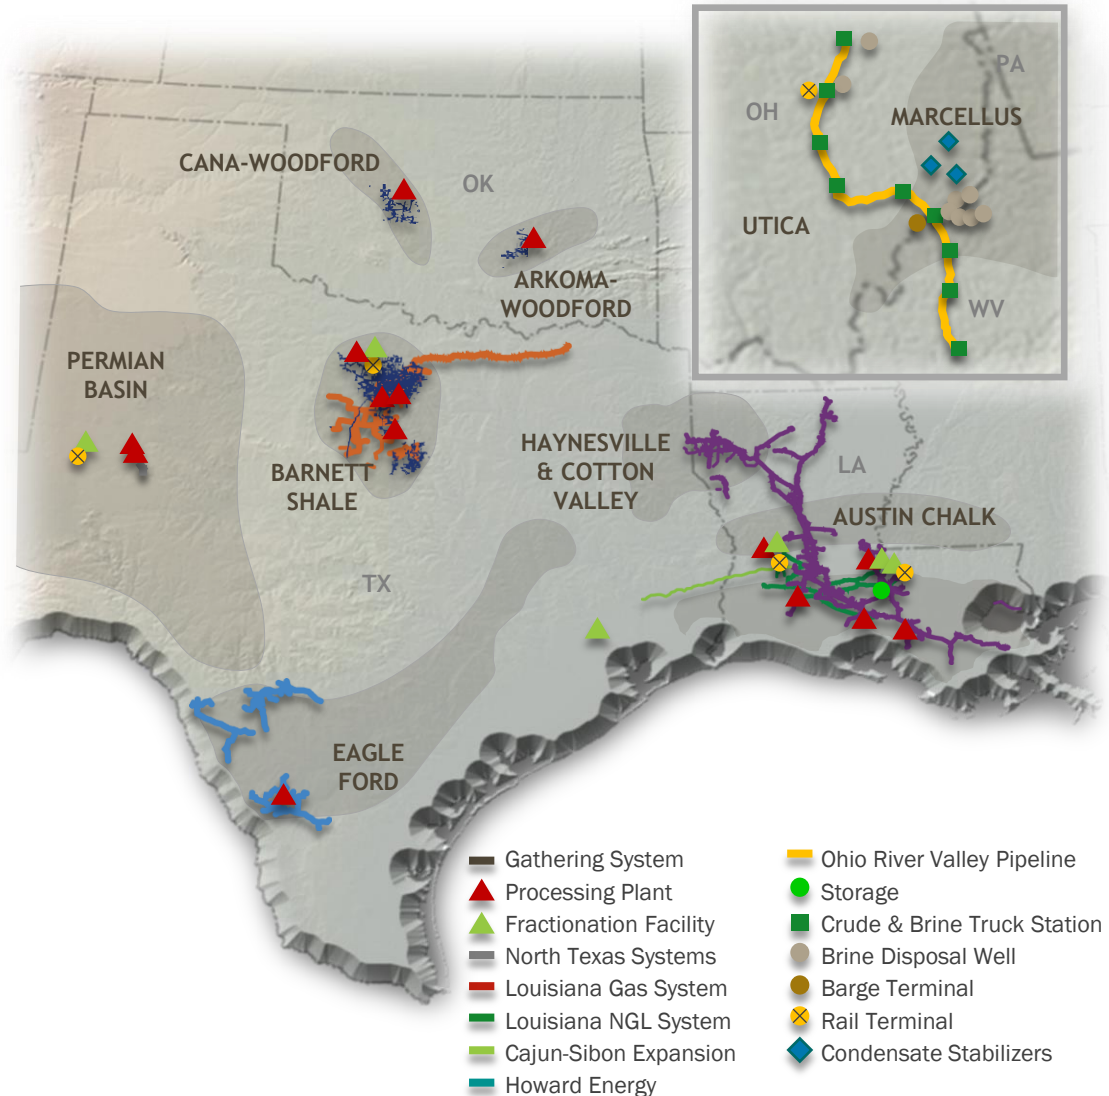 PA
OH
MARCELLUS
UTICA
WV
CANA-WOODFORD
OK
ARKOMA-
WOODFORD
PERMIAN
BASIN
BARNETT
SHALE
HAYNESVILLE
& COTTON
VALLEY
LA
AUSTIN CHALK
TX
EAGLE
FORD
Gathering System
Processing Plant
Fractionation Facility
North Texas Systems
Louisiana Gas System
Louisiana NGL System
Cajun-Sibon Expansion
Howard Energy
Ohio River Valley Pipeline
Storage
Crude & Brine Truck Station
Brine Disposal Well
Barge Terminal
Rail Terminal
Condensate Stabilizers